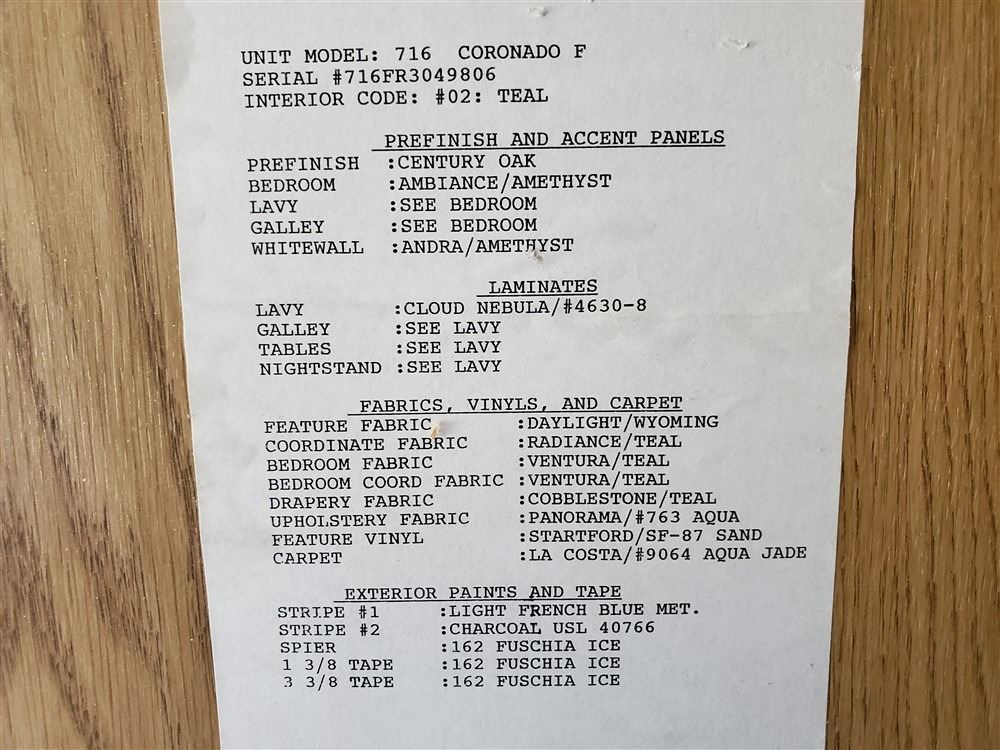 UNIT MODEL: 716 CORONADO F
SERIAL #716FR3049806
INTERIOR CODE: #02: TEAL
PREFINISH AND ACCENT PANELS
PREFINISH :CENTURY OAK
BEDROOM :AMBIANCE/AMETHYST
LAVY :SEE BEDROOM
GALLEY :SEE BEDROOM
WHITEWALL :ANDRA/AMETHYST
LAMINATES
LAVY :CLOUD NEBULA/#4630-8
GALLEY :SEE LAVY
TABLES :SEE LAVY
NIGHTSTAND :SEE LAVY
FABRICS, VINYLS, AND CARPET
FEATURE FABRIC :DAYLIGHT/WYOMING
COORDINATE FABRIC :RADIANCE/TEAL
BEDROOM FABRIC :VENTURA/TEAL
BEDROOM COORD FABRIC :VENTURA/TEAL
DRAPERY FABRIC :COBBLESTONE/TEAL
UPHOLSTERY FABRIC :PANORAMA/#763 AQUA
FEATURE VINYL :STARTFORD/SF-87 SAND
CARPET :LA COSTA/#9064 AQUA JADE
EXTERIOR PAINTS AND TAPE
STRIPE #1 :LIGHT FRENCH BLUE MET.
STRIPE #2 :CHARCOAL USL 40766
SPIER :162 FUSCHIA ICE
1 3/8 TAPE :162 FUSCHIA ICE
3 3/8 TAPE :162 FUSCHIA ICE